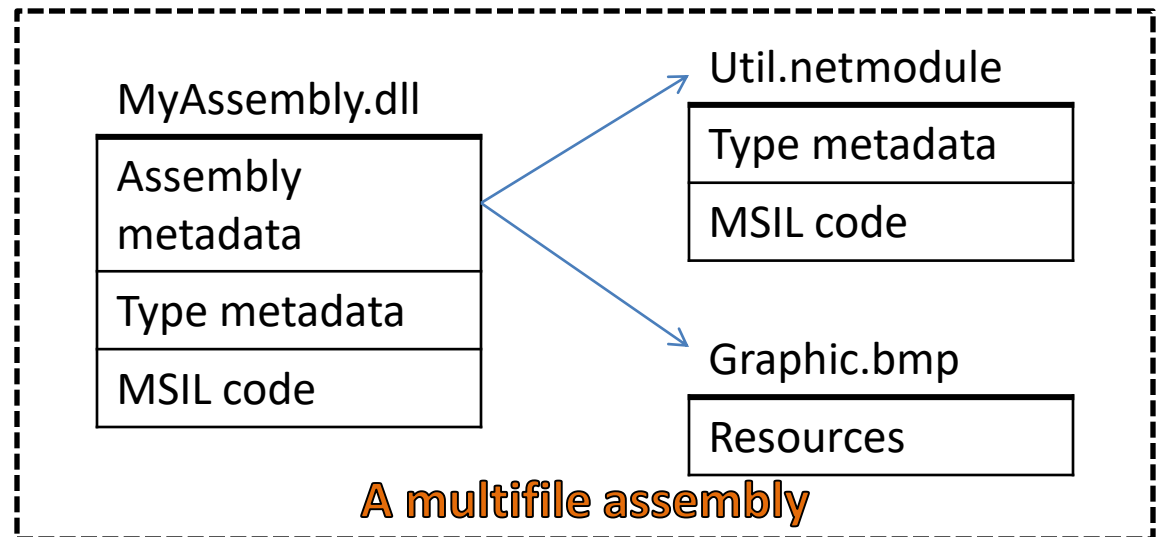 MyAssembly.dll
Assembly
metadata
Type metadata
MSIL code
Util.netmodule
Type metadata
MSIL code
Graphic.bmp
Resources
A multifile assembly